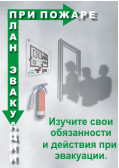 ПЛАН ЭВАКУАЦИИ
ПРИ ПОЖАРЕ
Изучите свои
обязанности
и действия при
эвакуации.